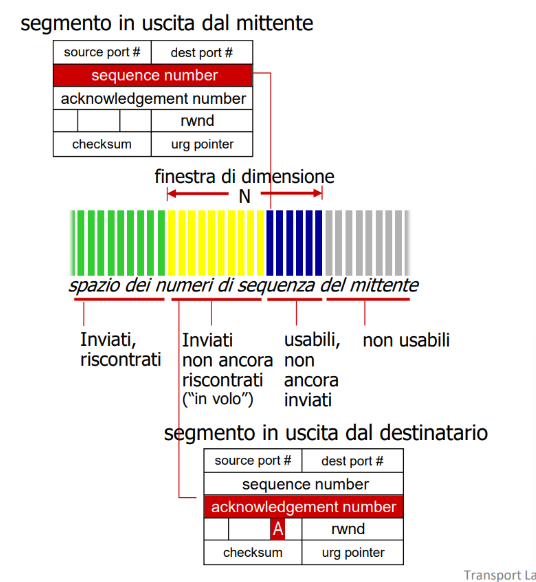 segmento in uscita dal mittente
source port # dest port #
sequence number
acknowledgement number
rwnd
checksum urg pointer
finestra di dimensione
N
spazio dei numeri di sequenza del mittente
Inviati,
riscontrati
Inviati
non ancora
riscontrati
("in volo")
usabili,
non
ancora
inviati
non usabili
segmento in uscita dal destinatario
source port # dest port #
sequence number
acknowledgement number
A rwnd
checksum urg pointer
Transport La